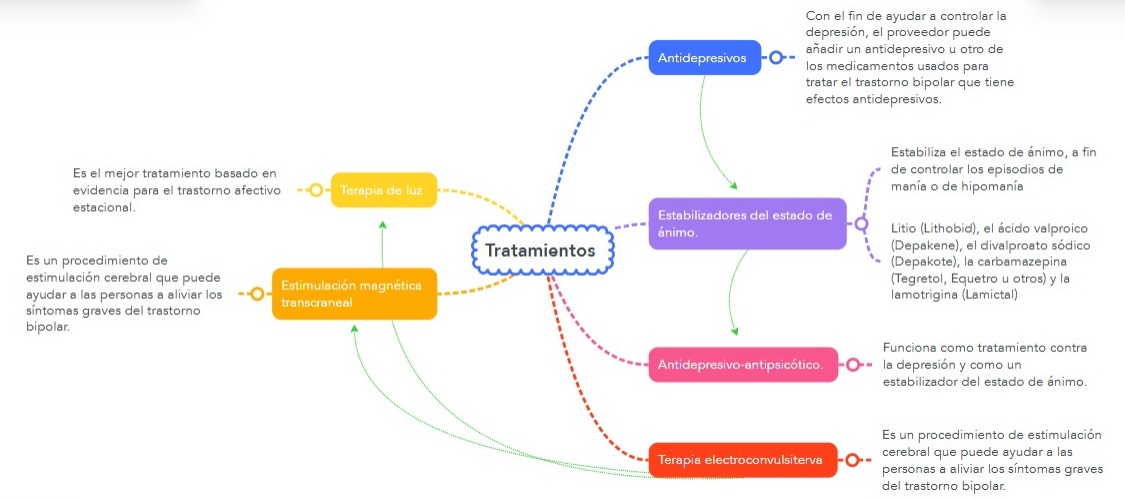 Tratamientos
Antidepresivos
Con el fin de ayudar a controlar la
depresión, el proveedor puede
añadir un antidepresivo u otro de
los medicamentos usados para
tratar el trastorno bipolar que tiene
efectos antidepresivos.
Estabilizadores del estado de
ánimo.
Estabiliza el estado de ánimo, a fin
de controlar los episodios de
manía o de hipomanía
Litio (Lithobid), el ácido valproico
(Depakene), el divalproato sódico
(Depakote), la carbamazepina
(Tegretol, Equetro u otros) y la
lamotrigina (Lamictal)
Antidepresivo-antipsicótico.
Funciona como tratamiento contra
la depresión y como un
estabilizador del estado de ánimo.
Terapia electroconvulsiterva
Es un procedimiento de estimulación
cerebral que puede ayudar a las
personas a aliviar los síntomas graves
del trastorno bipolar.
Terapia de luz
Es el mejor tratamiento basado en
evidencia para el trastorno afectivo
estacional.
Estimulación magnética
transcraneal
Es un procedimiento de
estimulación cerebral que puede
ayudar a las personas a aliviar los
síntomas graves del trastorno
bipolar.